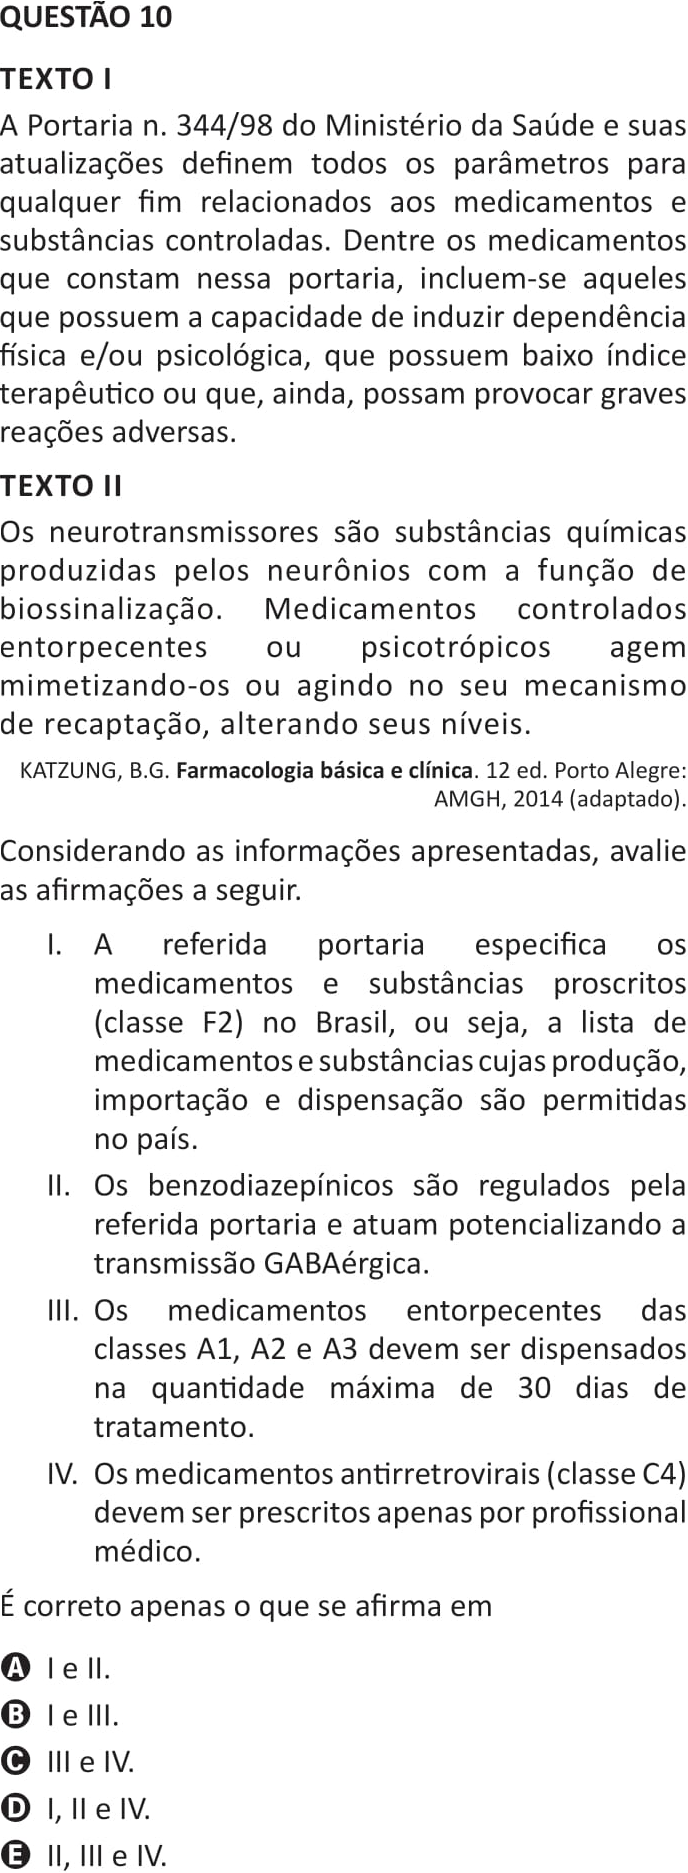 QUESTÃO 10
TEXTO I
A Portaria n. 344/98 do Ministério da Saúde e suas
atualizações definem todos os parâmetros para
qualquer fim relacionados aos medicamentos e
substâncias controladas. Dentre os medicamentos
que constam nessa portaria, incluem-se aqueles
que possuem a capacidade de induzir dependência
física e/ou psicológica, que possuem baixo índice
terapêutico ou que, ainda, possam provocar graves
reações adversas.
TEXTO II
Os neurotransmissores são substâncias químicas
produzidas pelos neurônios com a função de
biossinalização. Medicamentos controlados
entorpecentes ou psicotrópicos agem
mimetizando-os ou agindo no seu mecanismo
de recaptação, alterando seus níveis.
KATZUNG, B.G. Farmacologia básica e clínica. 12 ed. Porto Alegre:
AMGH, 2014 (adaptado).
Considerando as informações apresentadas, avalie
as afirmações a seguir.
I. A referida portaria especifica os
medicamentos e substâncias proscritos
(classe F2) no Brasil, ou seja, a lista de
medicamentos e substâncias cujas produção,
importação e dispensação são permitidas
no país.
II. Os benzodiazepínicos são regulados pela
referida portaria e atuam potencializando a
transmissão GABAérgica.
III. Os medicamentos entorpecentes das
classes A1, A2 e A3 devem ser dispensados
na quantidade máxima de 30 dias de
tratamento.
IV. Os medicamentos antirretrovirais (classe C4)
devem ser prescritos apenas por profissional
médico.
É correto apenas o que se afirma em
A I e II.
B I e III.
C III e IV.
D I, II e IV.
E II, III e IV.